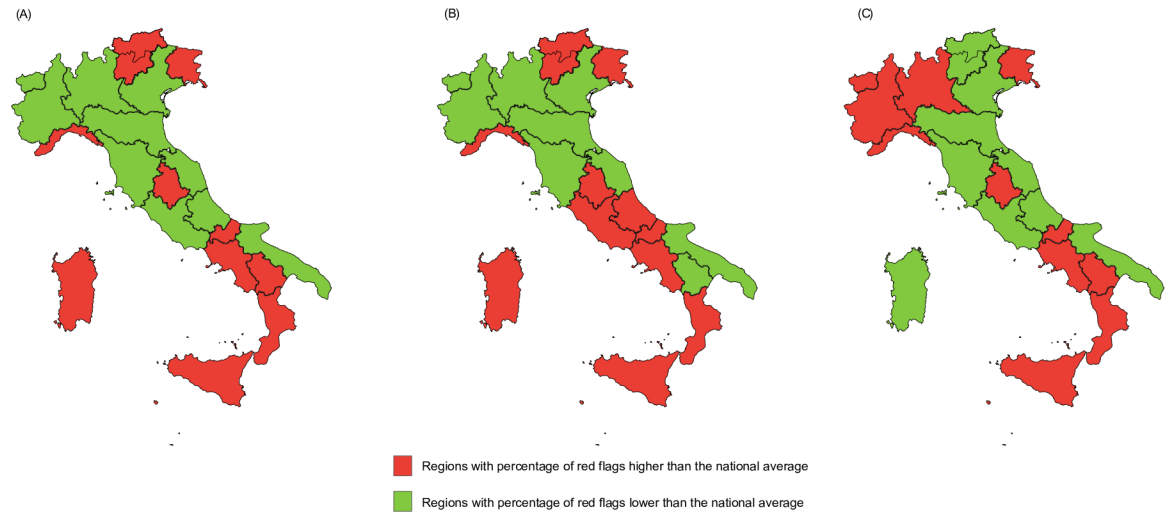 (A)
(B)
(C)
Regions with percentage of red flags higher than the national average
Regions with percentage of red flags lower than the national average